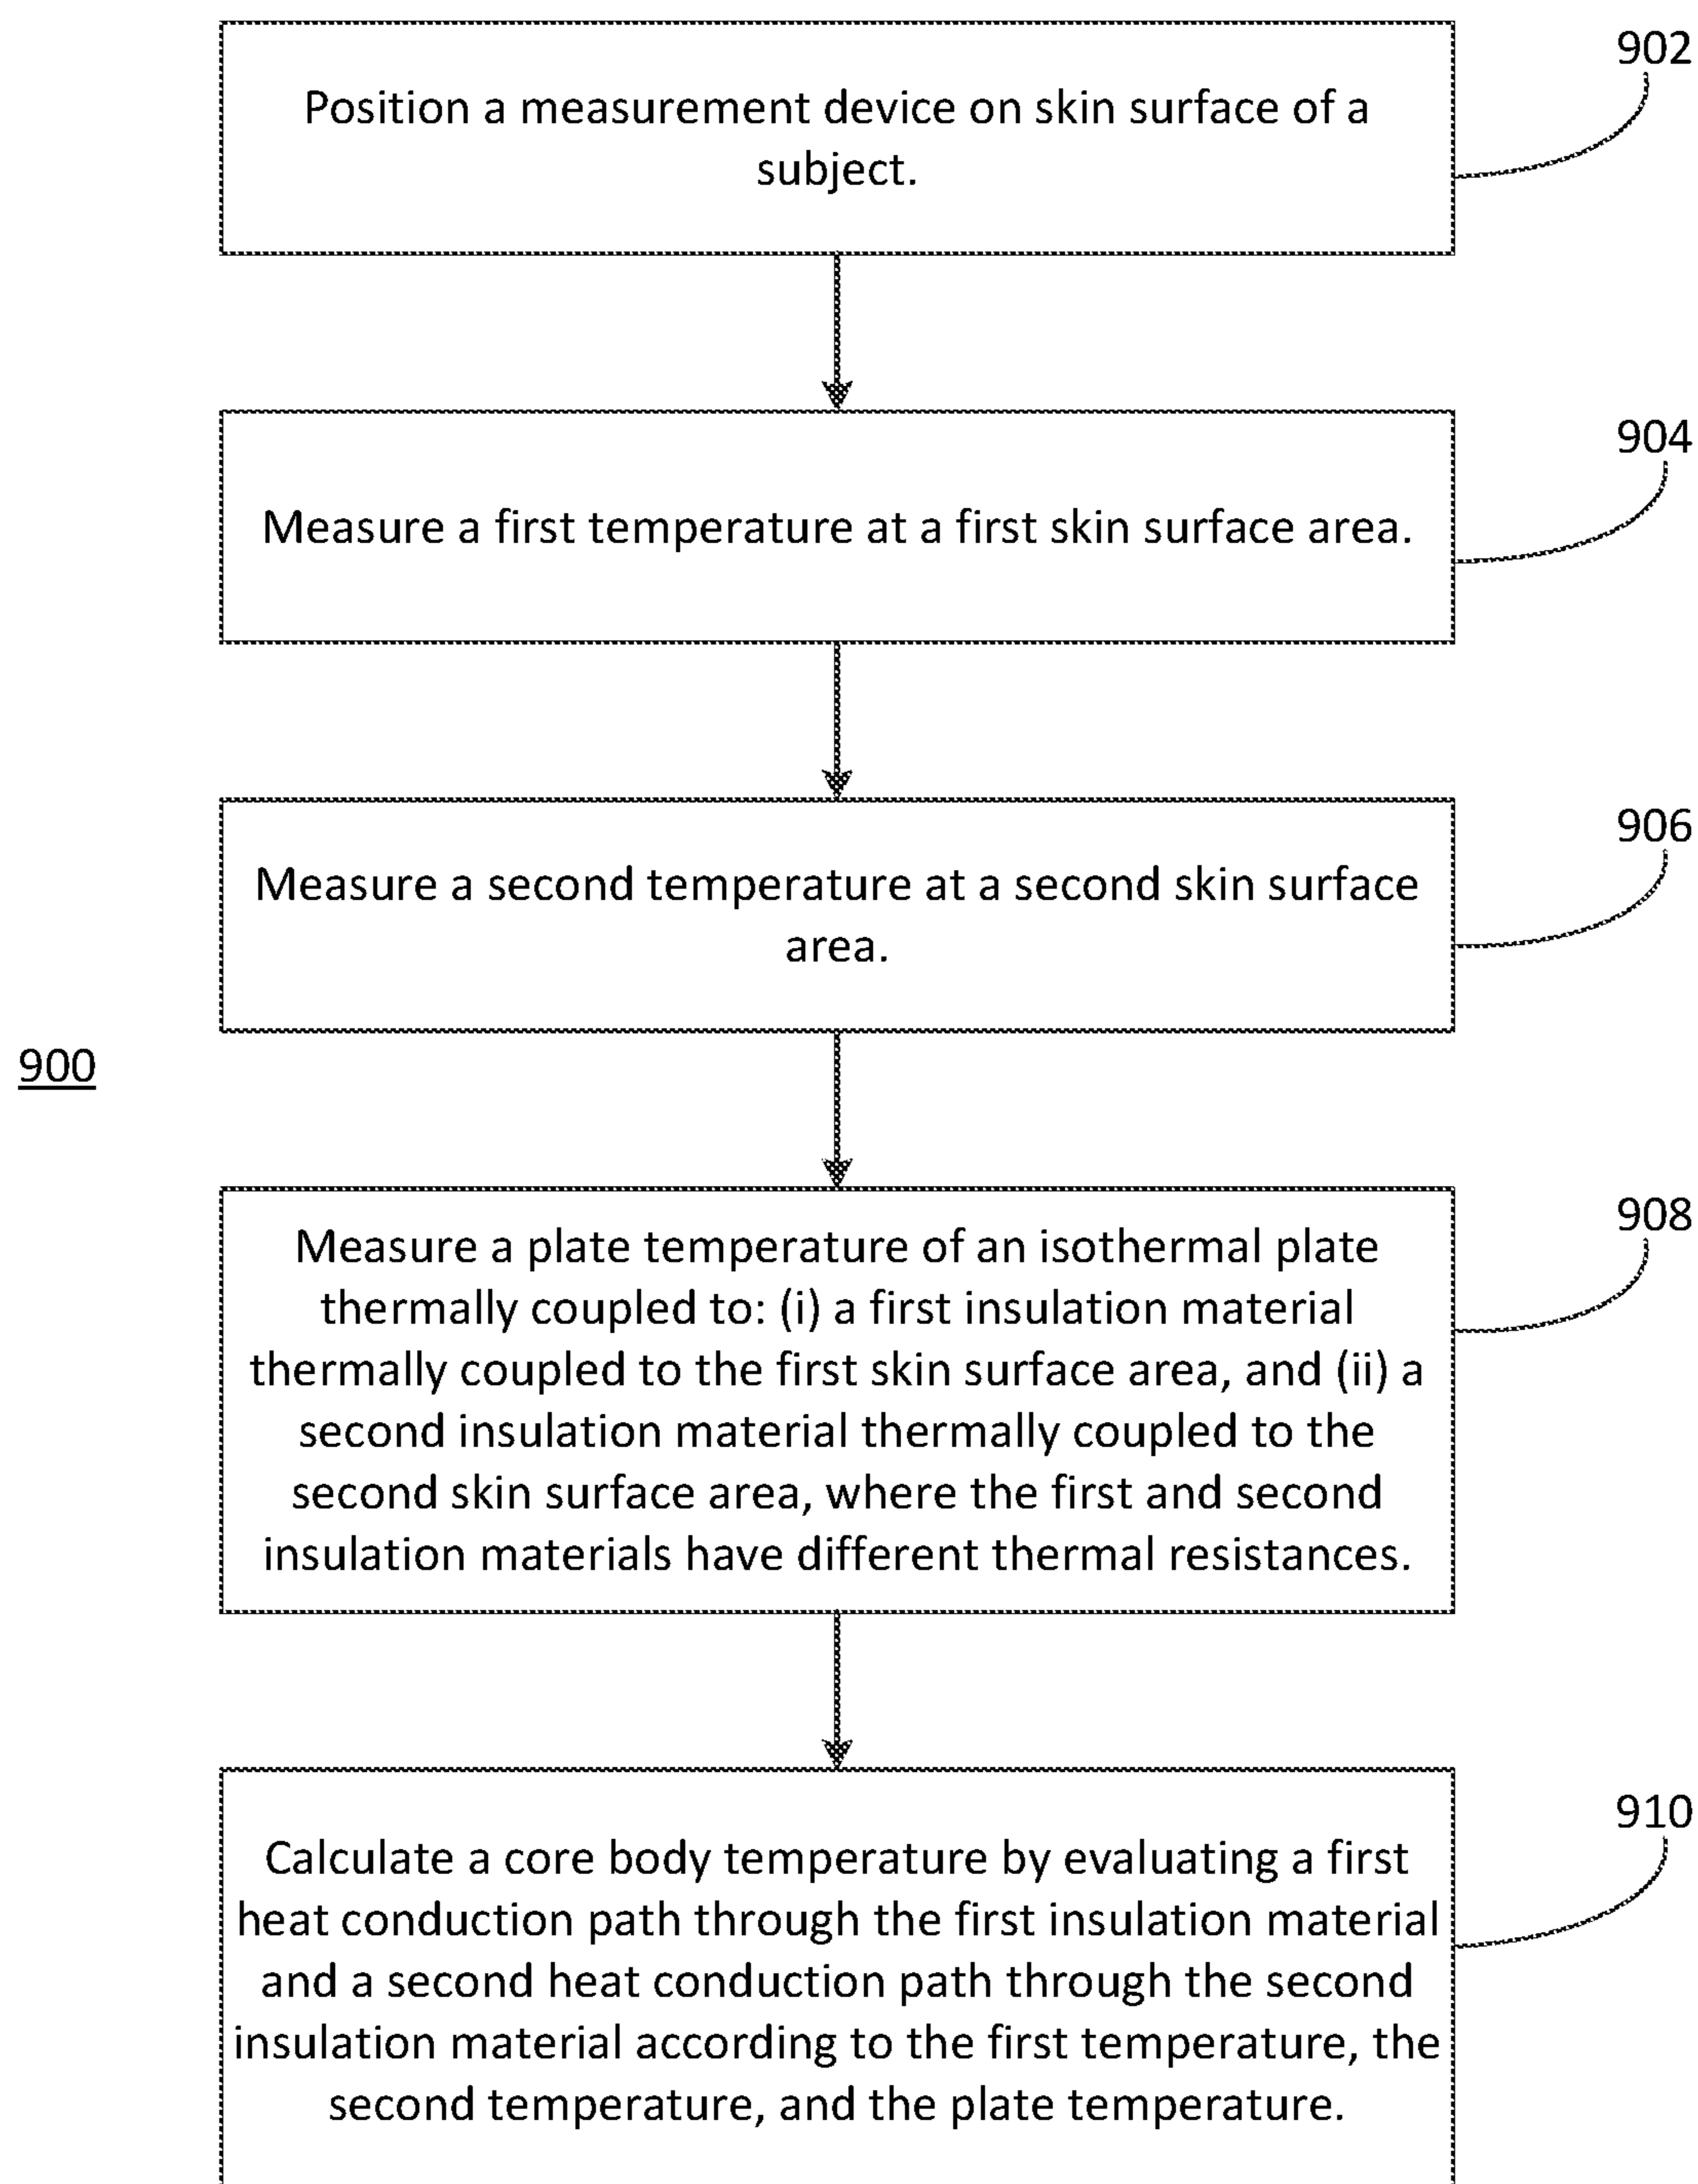 902
Position a measurement device on skin surface of a
subject.
904
Measure a first temperature at a first skin surface area.
906
Measure a second temperature at a second skin surface
area.
900
908
Measure a plate temperature of an isothermal plate
thermally coupled to: (i) a first insulation material
thermally coupled to the first skin surface area, and (ii) a
second insulation material thermally coupled to the
second skin surface area, where the first and second
insulation materials have different thermal resistances.
910
Calculate a core body temperature by evaluating a first
heat conduction path through the first insulation material
and a second heat conduction path through the second
insulation material according to the first temperature, the
second temperature, and the plate temperature.